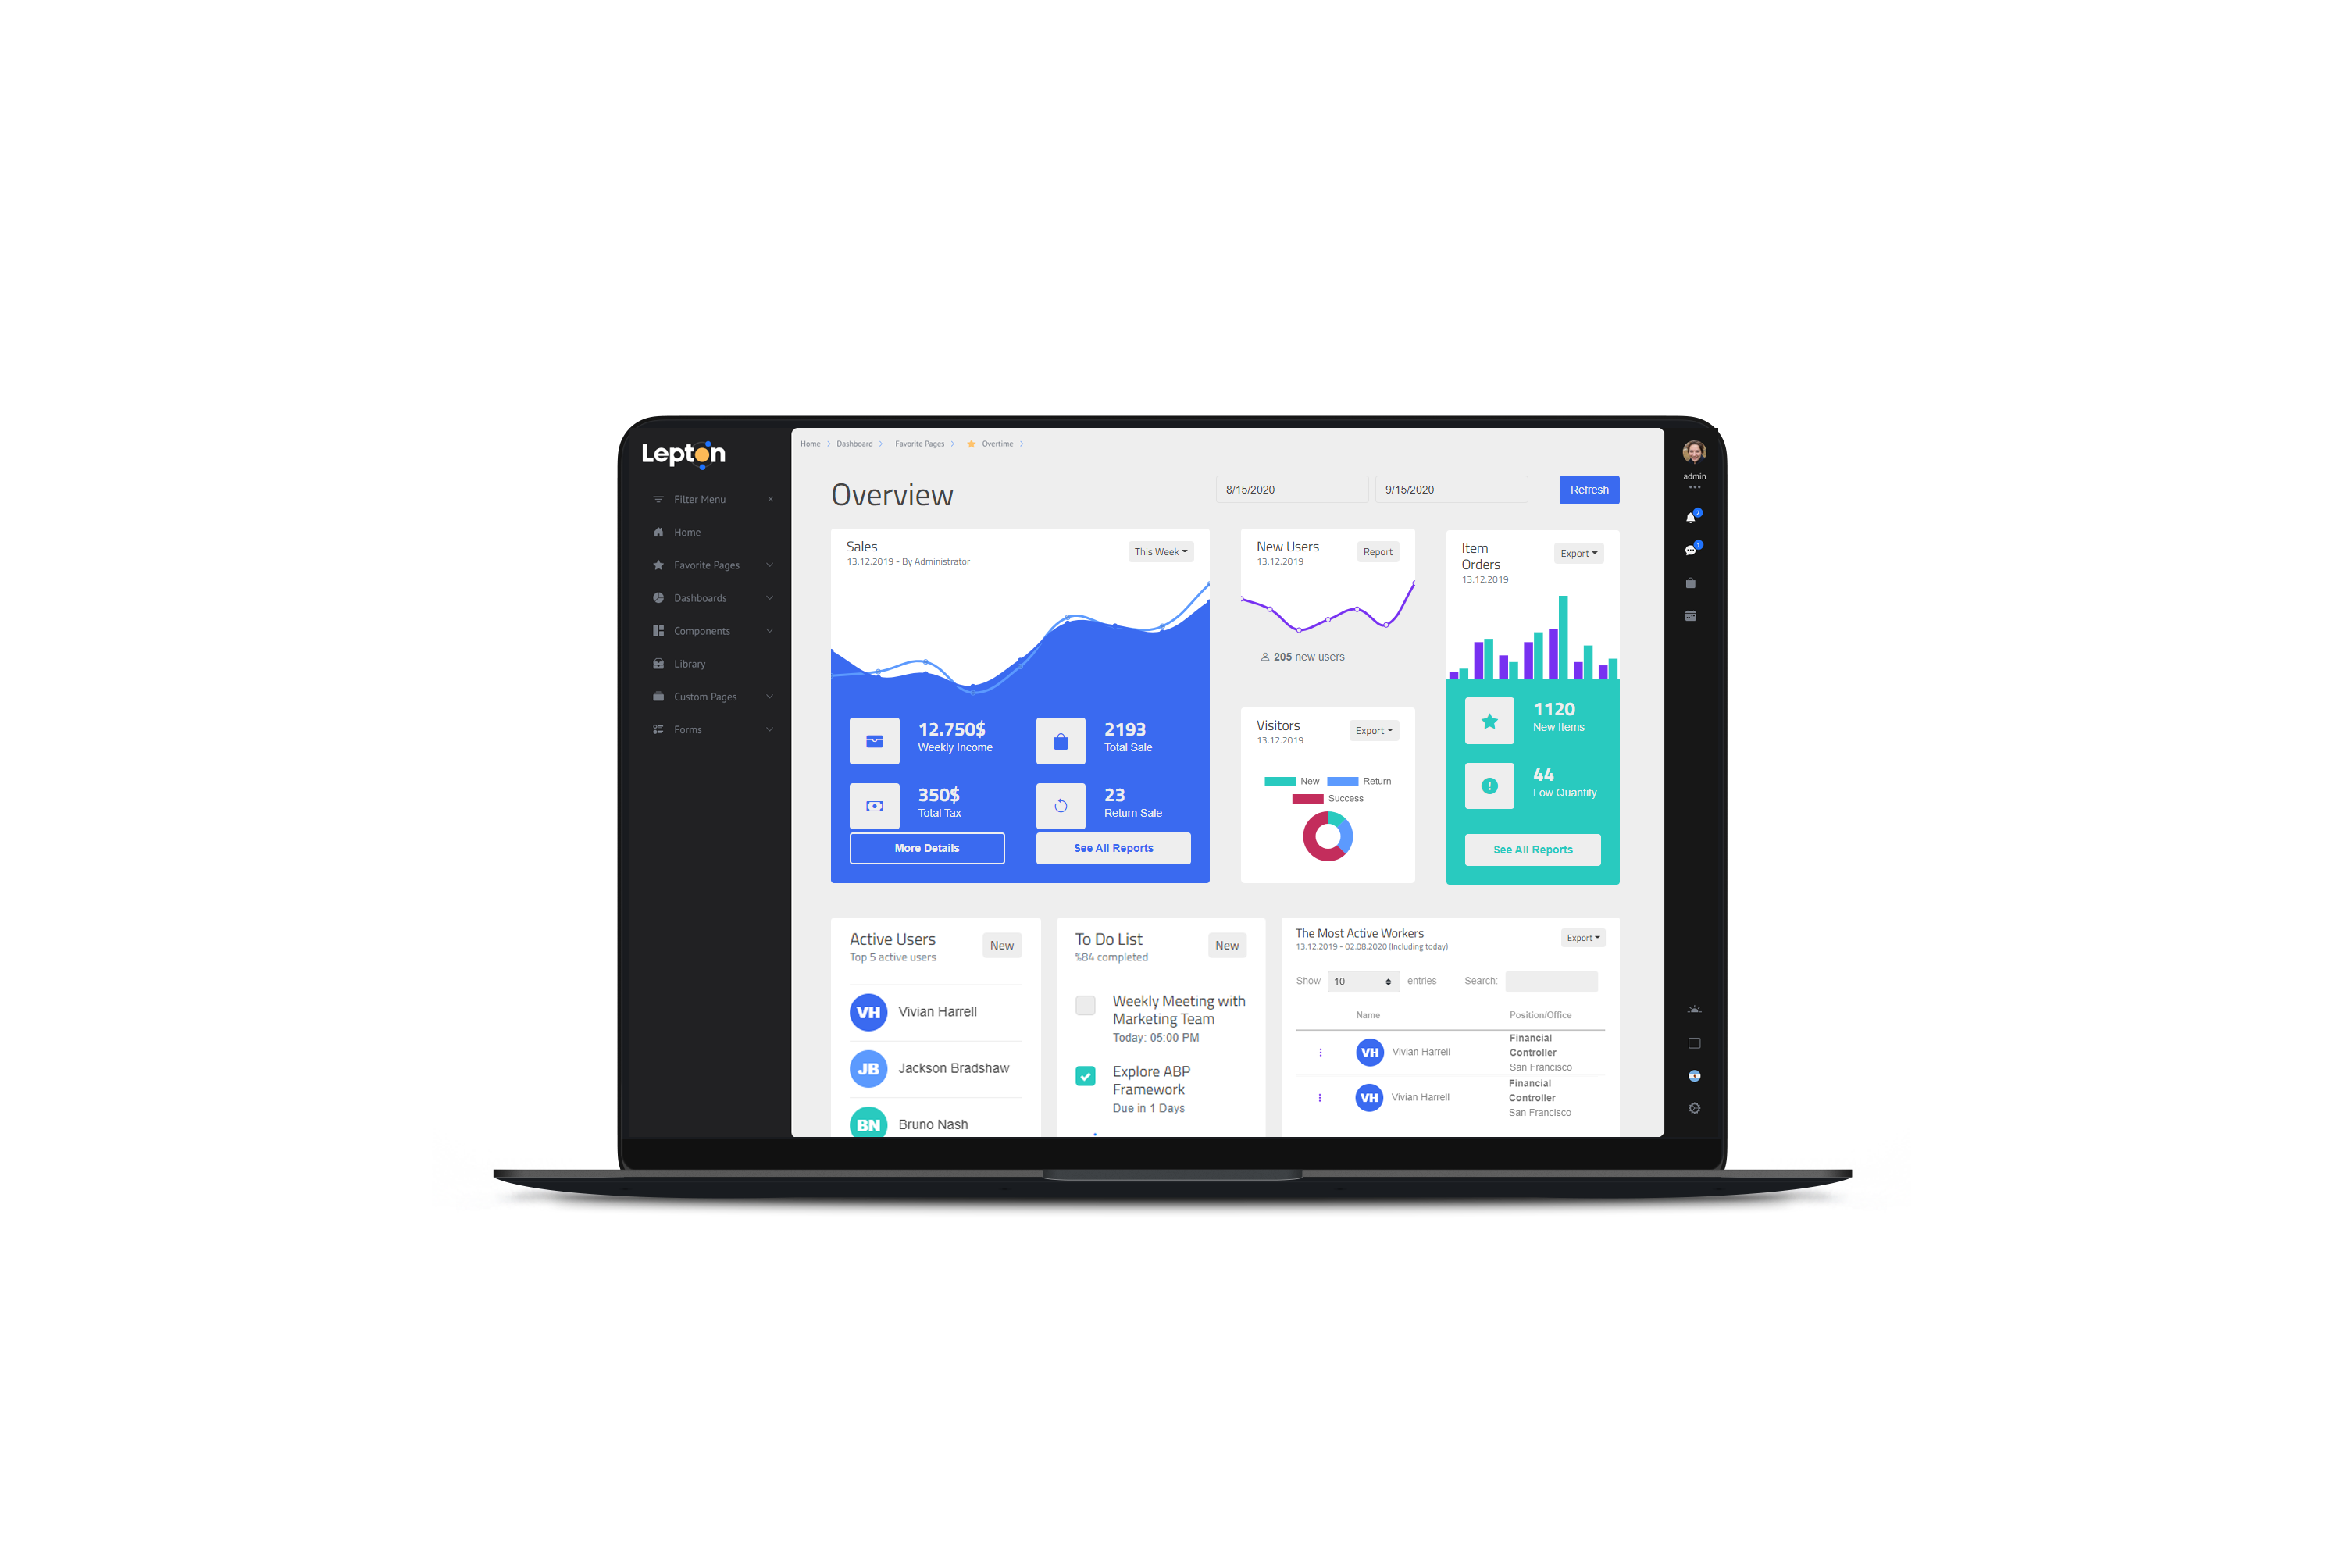 Lepton
Filter Menu
Home
Favorite Pages
Dashboards
Components
Library
Custom Pages
Forms
Home
Dashboard
Favorite Pages
Overtime
Overview
8/15/2020
9/15/2020
Refresh
Sales
13.12.2019 - By Administrator
This Week
12.750$
Weekly Income
2193
Total Sale
350$
Total Tax
23
Return Sale
More Details
See All Reports
New Users
13.12.2019
Report
205 new users
Visitors
13.12.2019
Export
New
Return
Success
Item
Orders
13.12.2019
Export
1120
New Items
44
Low Quantity
See All Reports
Active Users
Top 5 active users
New
VH
Vivian Harrell
JB
Jackson Bradshaw
BN
Bruno Nash
To Do List
%84 completed
New
Weekly Meeting with
Marketing Team
Today: 05:00 PM
Explore ABP
Framework
Due in 1 Days
The Most Active Workers
13.12.2019 - 02.08.2020 (Including today)
Export
Show 10 entries
Search:
Name
Position/Office
VH
Vivian Harrell
Financial
Controller
San Francisco
VH
Vivian Harrell
Financial
Controller
San Francisco
admin
2
1